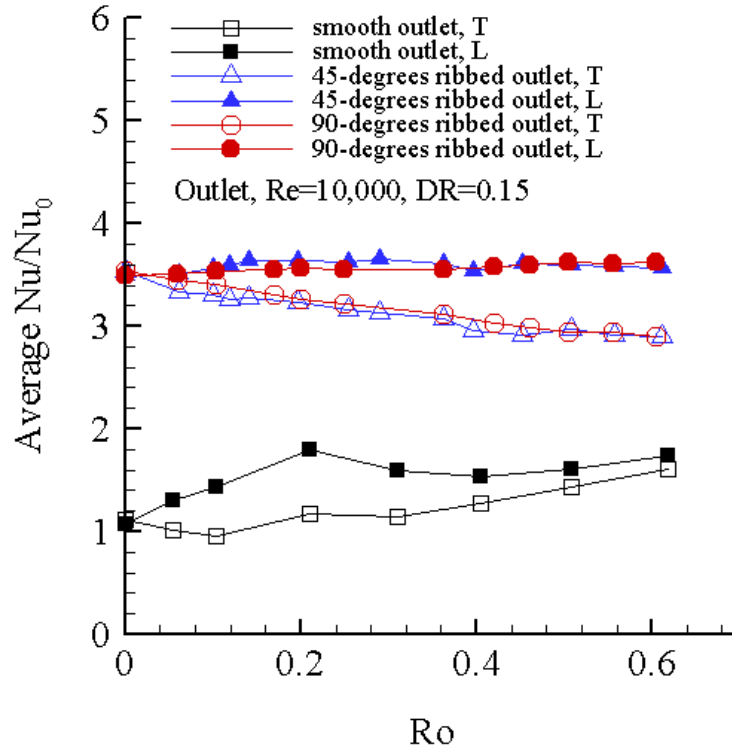 6
smooth outlet, T
smooth outlet, L
45-degrees ribbed outlet, T
45-degrees ribbed outlet, L
90-degrees ribbed outlet, T
90-degrees ribbed outlet, L
5
Outlet, Re=10,000, DR=0.15
4
Average Nu/Nu₀
3
2
1
0
0 0.2 0.4 0.6
Ro